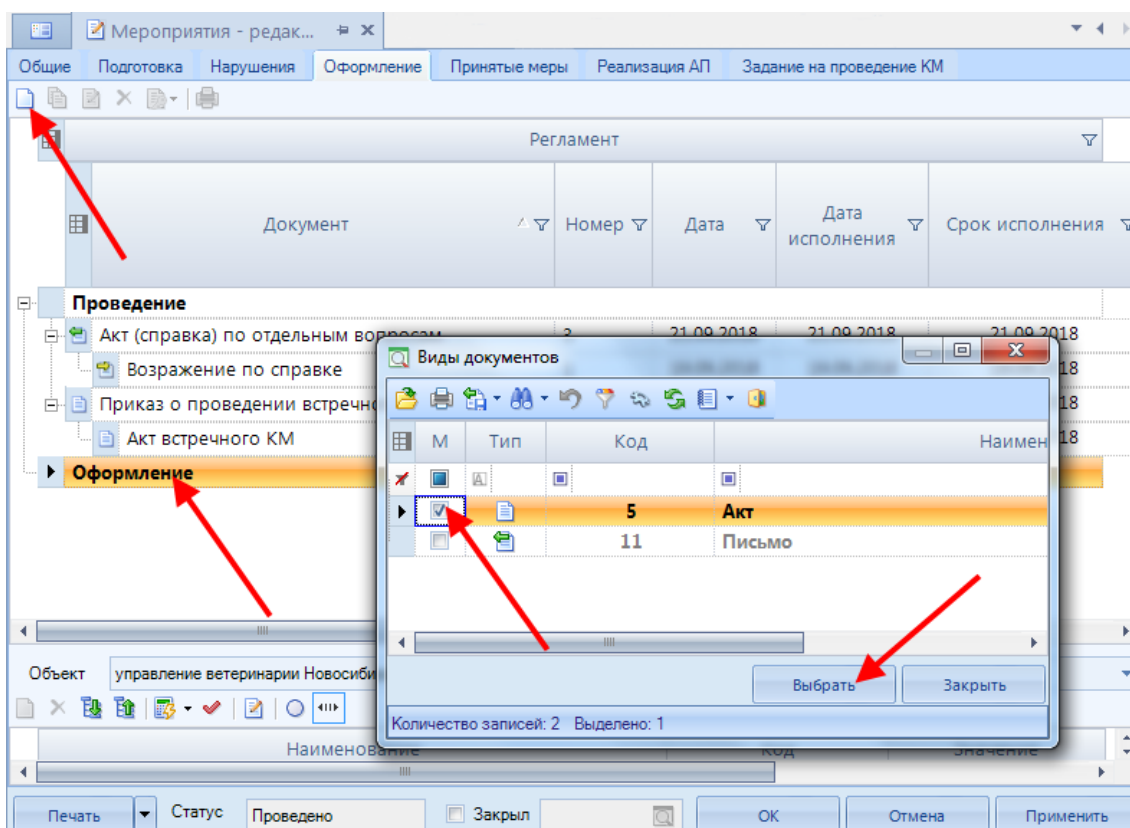 Мероприятия - редак...
Общие Подготовка Нарушения Оформление Принятые меры Реализация АП Задание на проведение КМ
Регламент
Документ Номер Дата Дата исполнения Срок исполнения
Проведение
Акт (справка) по отдельным вопросам 3 21.09.2018 21.09.2018 21.09.2018
Возражение по справке 18
Приказ о проведении встречн 18
Акт встречного КМ 18
Оформление
Виды документов
М Тип Код Наимен
5 Акт
11 Письмо
Выбрать Закрыть
Количество записей: 2 Выделено: 1
Объект управление ветеринарии Новосиби
Наименование Код Значение
Печать Статус Проведено Закрыл ОК Отмена Применить